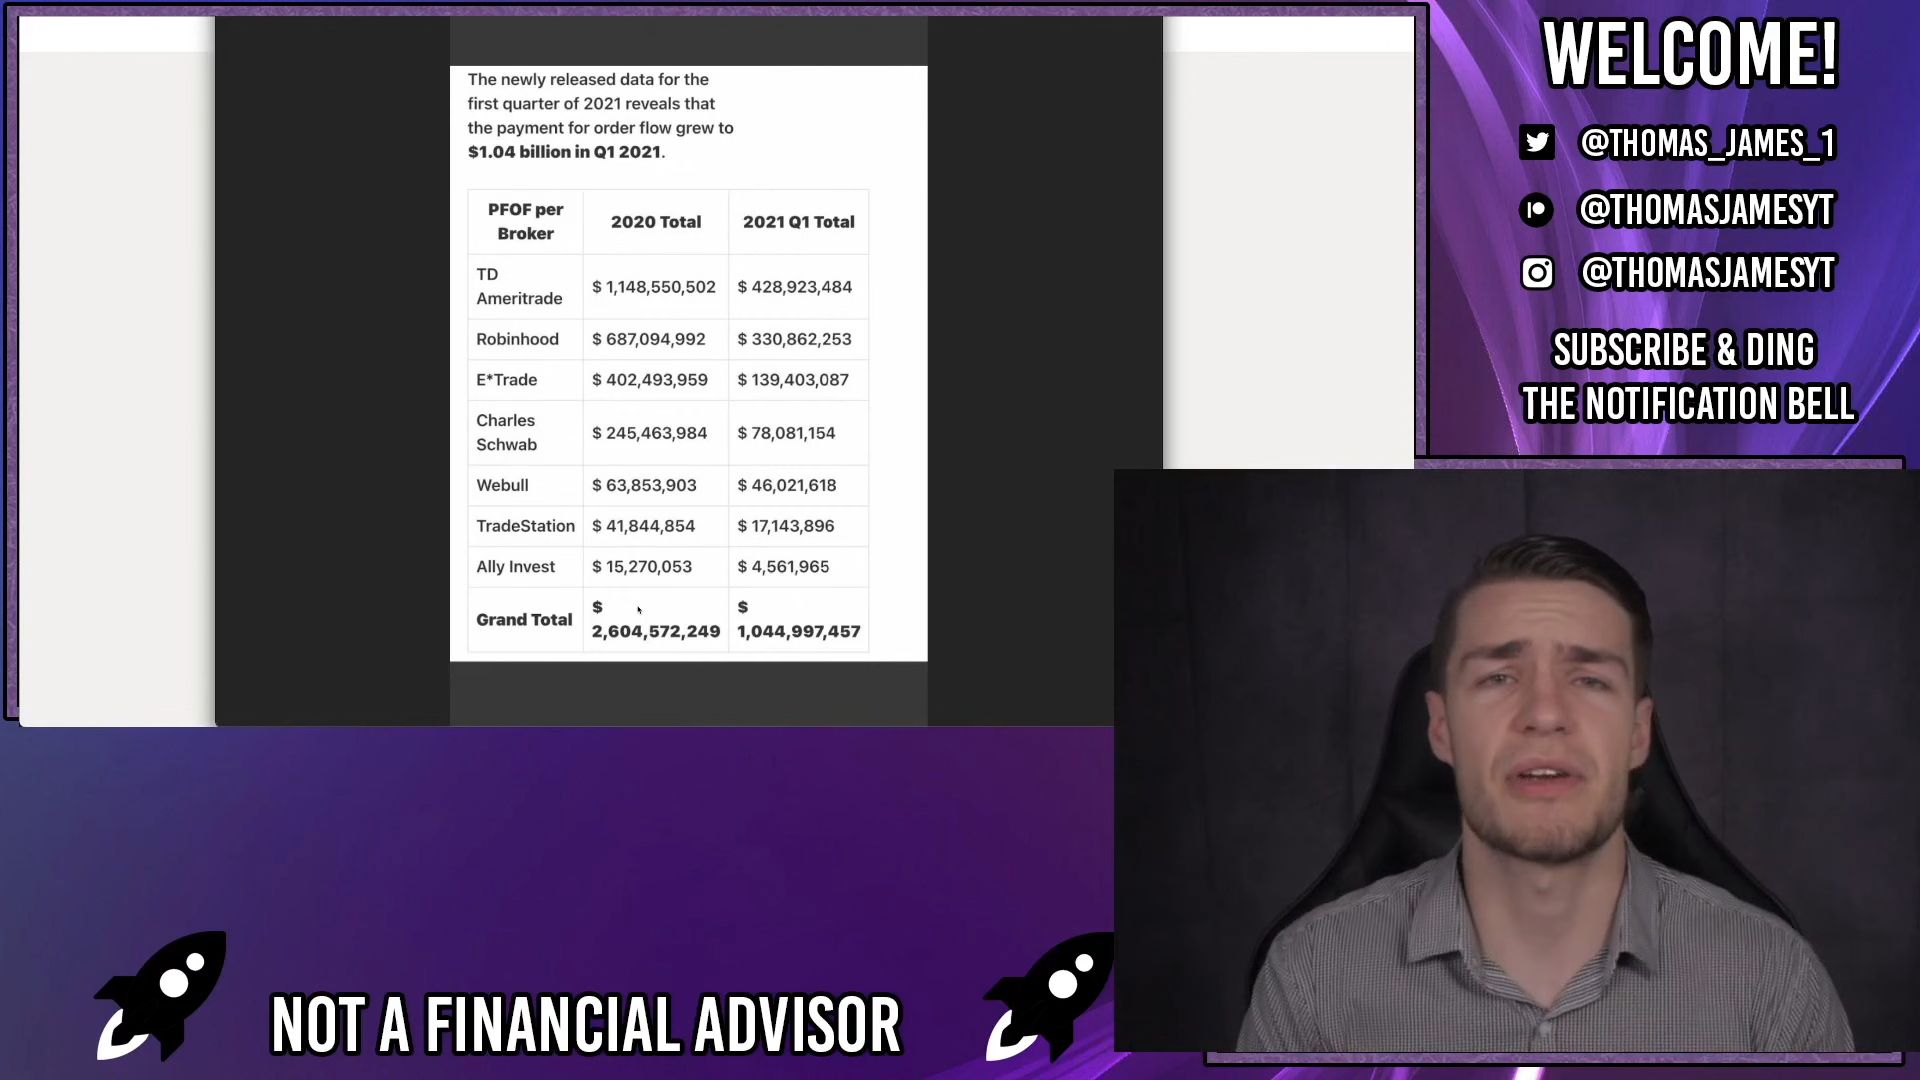 The newly released data for the
first quarter of 2021 reveals that
the payment for order flow grew to
$1.04 billion in Q1 2021.
PFOF per
Broker
2020 Total
2021 Q1 Total
TD
Ameritrade
$ 1,148,550,502
$ 428,923,484
Robinhood
$ 687,094,992
$ 330,862,253
E*Trade
$ 402,493,959
$ 139,403,087
Charles
Schwab
$ 245,463,984
$ 78,081,154
Webull
$ 63,853,903
$ 46,021,618
TradeStation
$ 41,844,854
$ 17,143,896
Ally Invest
$ 15,270,053
$ 4,561,965
Grand Total
$
2,604,572,249
$
1,044,997,457
WELCOME!
@THOMAS_JAMES_1
@THOMASJAMESYT
@THOMASJAMESYT
SUBSCRIBE & DING
THE NOTIFICATION BELL
NOT A FINANCIAL ADVISOR